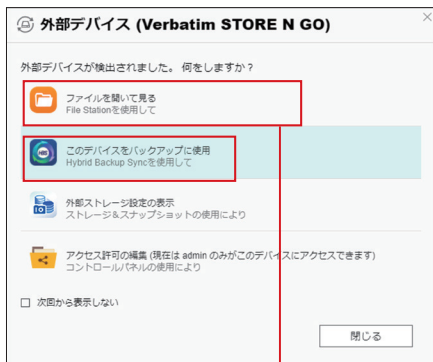 外部デバイス (Verbatim STORE N GO)
外部デバイスが検出されました。 何をしますか？
ファイルを開いて見る
File Stationを使用して
このデバイスをバックアップに使用
Hybrid Backup Syncを使用して
外部ストレージ設定の表示
ストレージ＆スナップショットの使用により
アクセス許可の編集 (現在は admin のみがこのデバイスにアクセスできます)
コントロールパネルの使用により
次回から表示しない
閉じる